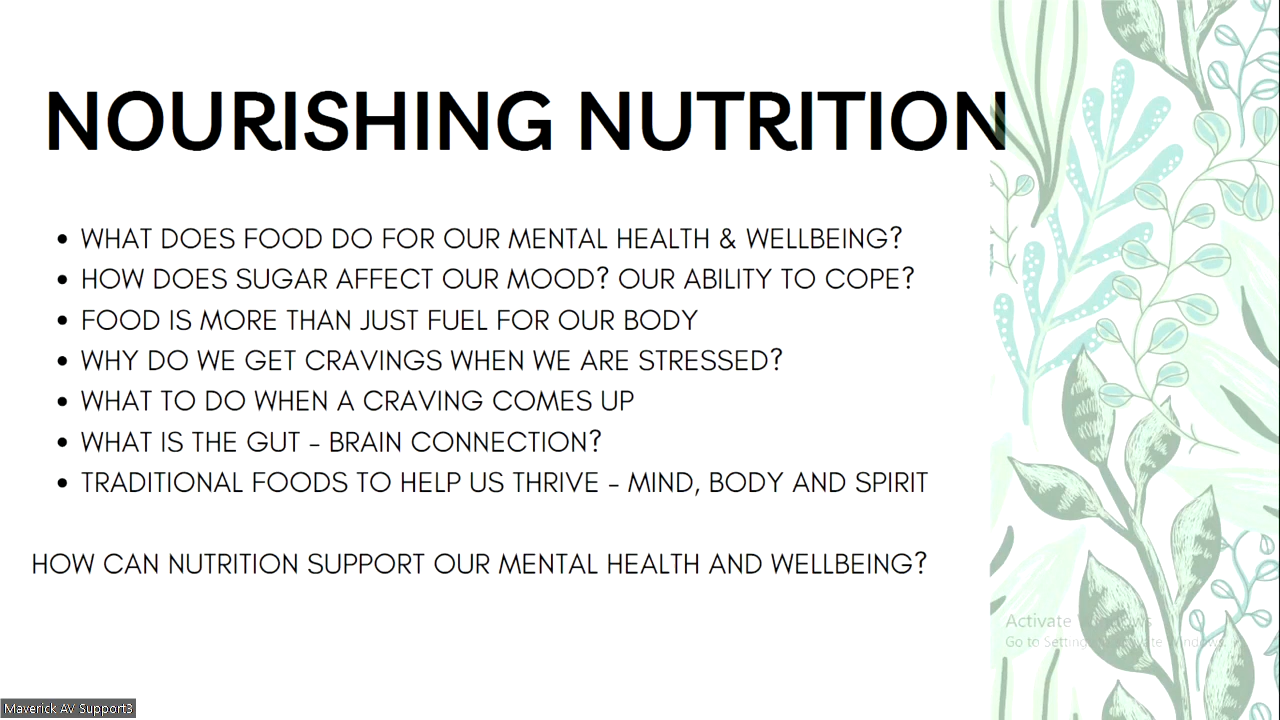 NOURISHING NUTRITION
• WHAT DOES FOOD DO FOR OUR MENTAL HEALTH & WELLBEING?
• HOW DOES SUGAR AFFECT OUR MOOD? OUR ABILITY TO COPE?
• FOOD IS MORE THAN JUST FUEL FOR OUR BODY
• WHY DO WE GET CRAVINGS WHEN WE ARE STRESSED?
• WHAT TO DO WHEN A CRAVING COMES UP
• WHAT IS THE GUT - BRAIN CONNECTION?
• TRADITIONAL FOODS TO HELP US THRIVE - MIND, BODY AND SPIRIT
HOW CAN NUTRITION SUPPORT OUR MENTAL HEALTH AND WELLBEING?
Activate Windows
Go to Settings to activate Windows.
Maverick AV Support3